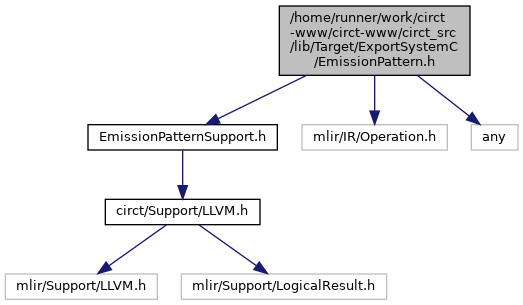 /home/runner/work/circt
-www/circt-www/circt_src
/lib/Target/ExportSystemC
/EmissionPattern.h
EmissionPatternSupport.h
mlir/IR/Operation.h
any
circt/Support/LLVM.h
mlir/Support/LLVM.h
mlir/Support/LogicalResult.h